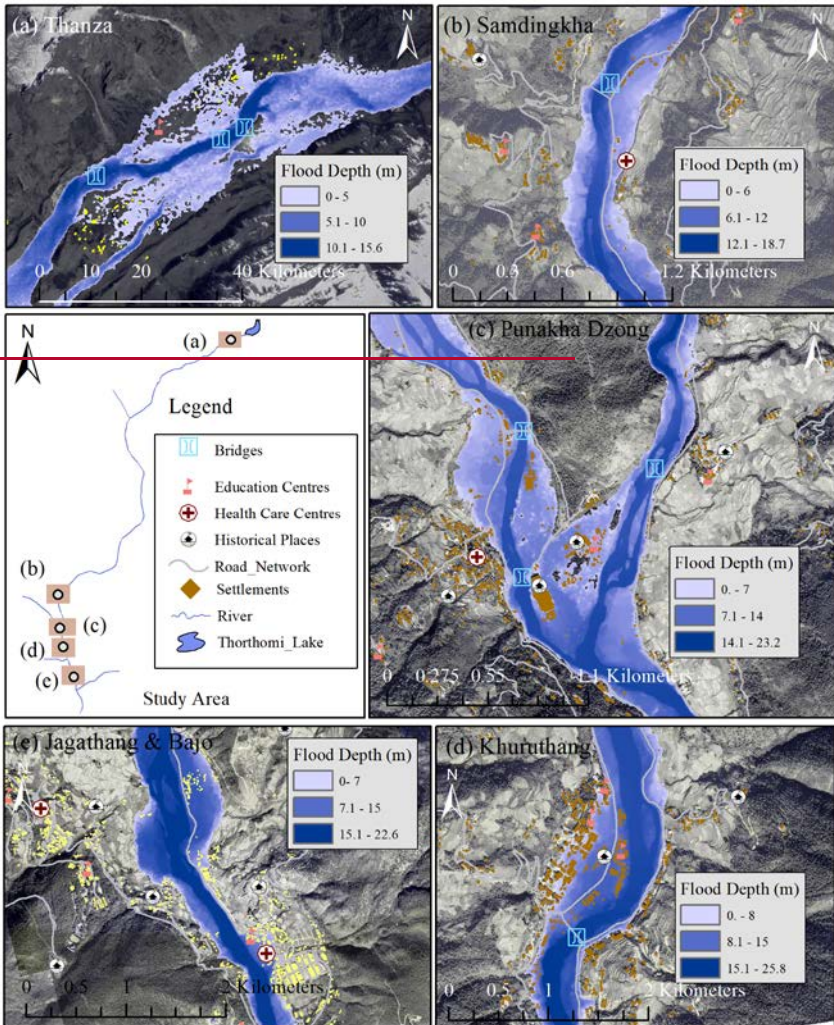 (a) Thanza
N
Flood Depth (m)
0 - 5
5.1 - 10
10.1 - 15.6
0 10 20 40 Kilometers
(b) Samdingkha
N
Flood Depth (m)
0 - 6
6.1 - 12
12.1 - 18.7
0 0.3 0.6 1.2 Kilometers
N
(a)
Legend
Bridges
Education Centres
Health Care Centres
Historical Places
Road_Network
Settlements
River
Thorthomi_Lake
(b)
(c)
(d)
(e)
Study Area
(c) Punakha Dzong
N
Flood Depth (m)
0. - 7
7.1 - 14
14.1 - 23.2
0 0.275 0.55 1.1 Kilometers
(e) Jagathang & Bajo
N
Flood Depth (m)
0- 7
7.1 - 15
15.1 - 22.6
0 0.5 1 2 Kilometers
(d) Khuruthang
N
Flood Depth (m)
0. - 8
8.1 - 15
15.1 - 25.8
0 0.5 1 2 Kilometers